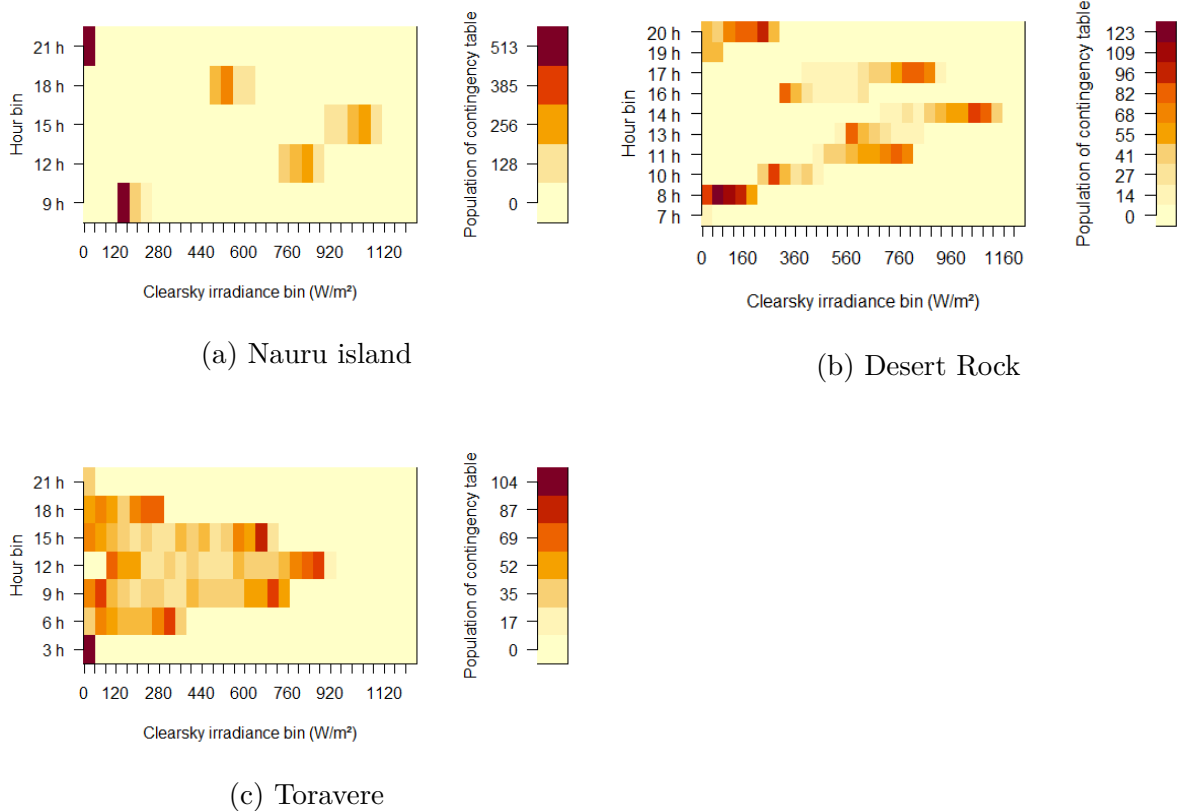 Hour bin
21 h
18 h
15 h
12 h
9 h
0 120 280 440 600 760 920 1120
Clearsky irradiance bin (W/m²)
Population of contingency table
513
385
256
128
0
(a) Nauru island
Hour bin
20 h
19 h
17 h
16 h
14 h
13 h
11 h
10 h
8 h
7 h
0 160 360 560 760 960 1160
Clearsky irradiance bin (W/m²)
Population of contingency table
123
109
96
82
68
55
41
27
14
0
(b) Desert Rock
Hour bin
21 h
18 h
15 h
12 h
9 h
6 h
3 h
0 120 280 440 600 760 920 1120
Clearsky irradiance bin (W/m²)
Population of contingency table
104
87
69
52
35
17
0
(c) Toravere